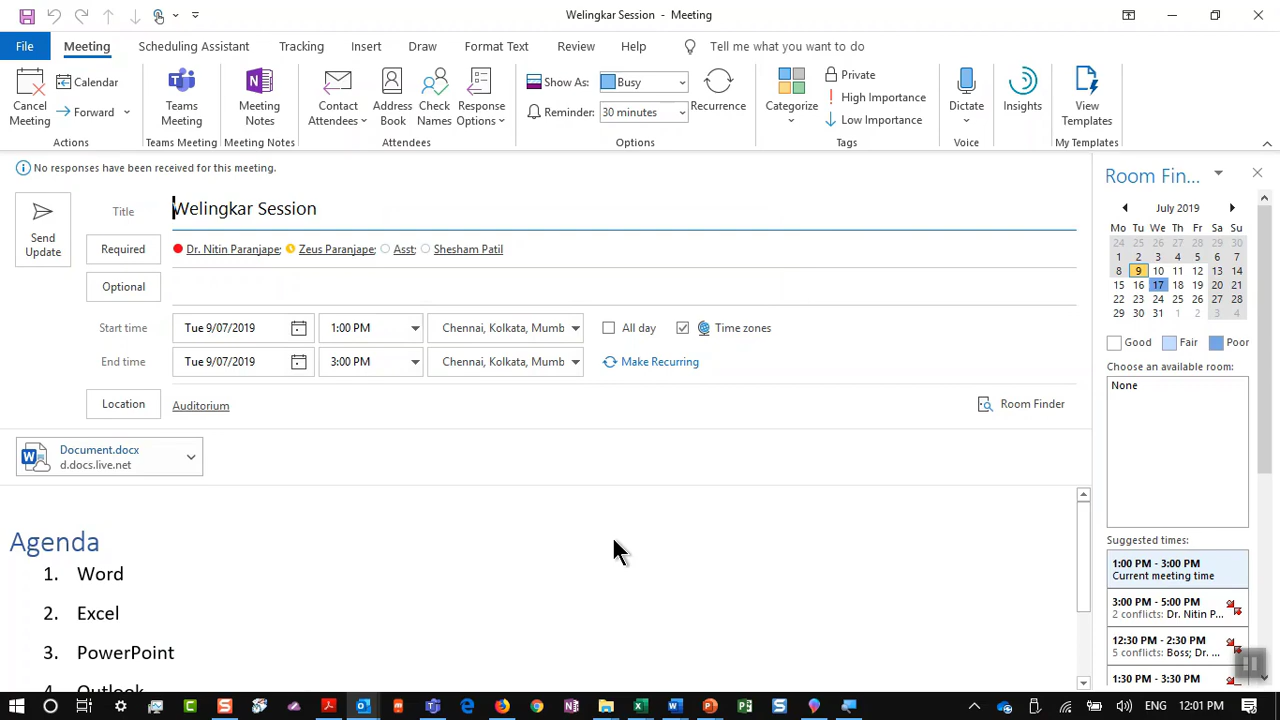 Welingkar Session - Meeting
File Meeting Scheduling Assistant Tracking Insert Draw Format Text Review Help Tell me what you want to do
Cancel Meeting
Calendar
Forward
Teams Meeting
Meeting Notes
Contact Attendees
Address Book
Check Names
Response Options
Show As: Busy
Reminder: 30 minutes
Recurrence
Categorize
Private
High Importance
Low Importance
Dictate
Insights
View Templates
Actions Teams Meeting Meeting Notes Attendees Options Tags Voice My Templates
No responses have been received for this meeting.
Send Update
Title Welingkar Session
Required Dr. Nitin Paranjape; Zeus Paranjape; Asst; Shesham Patil
Optional
Start time Tue 9/07/2019 1:00 PM Chennai, Kolkata, Mumb All day Time zones
End time Tue 9/07/2019 3:00 PM Chennai, Kolkata, Mumb Make Recurring
Location Auditorium Room Finder
Document.docx
d.docs.live.net
Agenda
1. Word
2. Excel
3. PowerPoint
4. Outlook
Room Fin...
July 2019
Mo Tu We Th Fr Sa Su
24 25 26 27 28 29 30
1 2 3 4 5 6 7
8 9 10 11 12 13 14
15 16 17 18 19 20 21
22 23 24 25 26 27 28
29 30 31 1 2 3 4
Good Fair Poor
Choose an available room:
None
Suggested times:
1:00 PM - 3:00 PM
Current meeting time
3:00 PM - 5:00 PM
2 conflicts: Dr. Nitin P...
12:30 PM - 2:30 PM
5 conflicts: Boss; Dr. ...
1:30 PM - 3:30 PM
ENG 12:01 PM